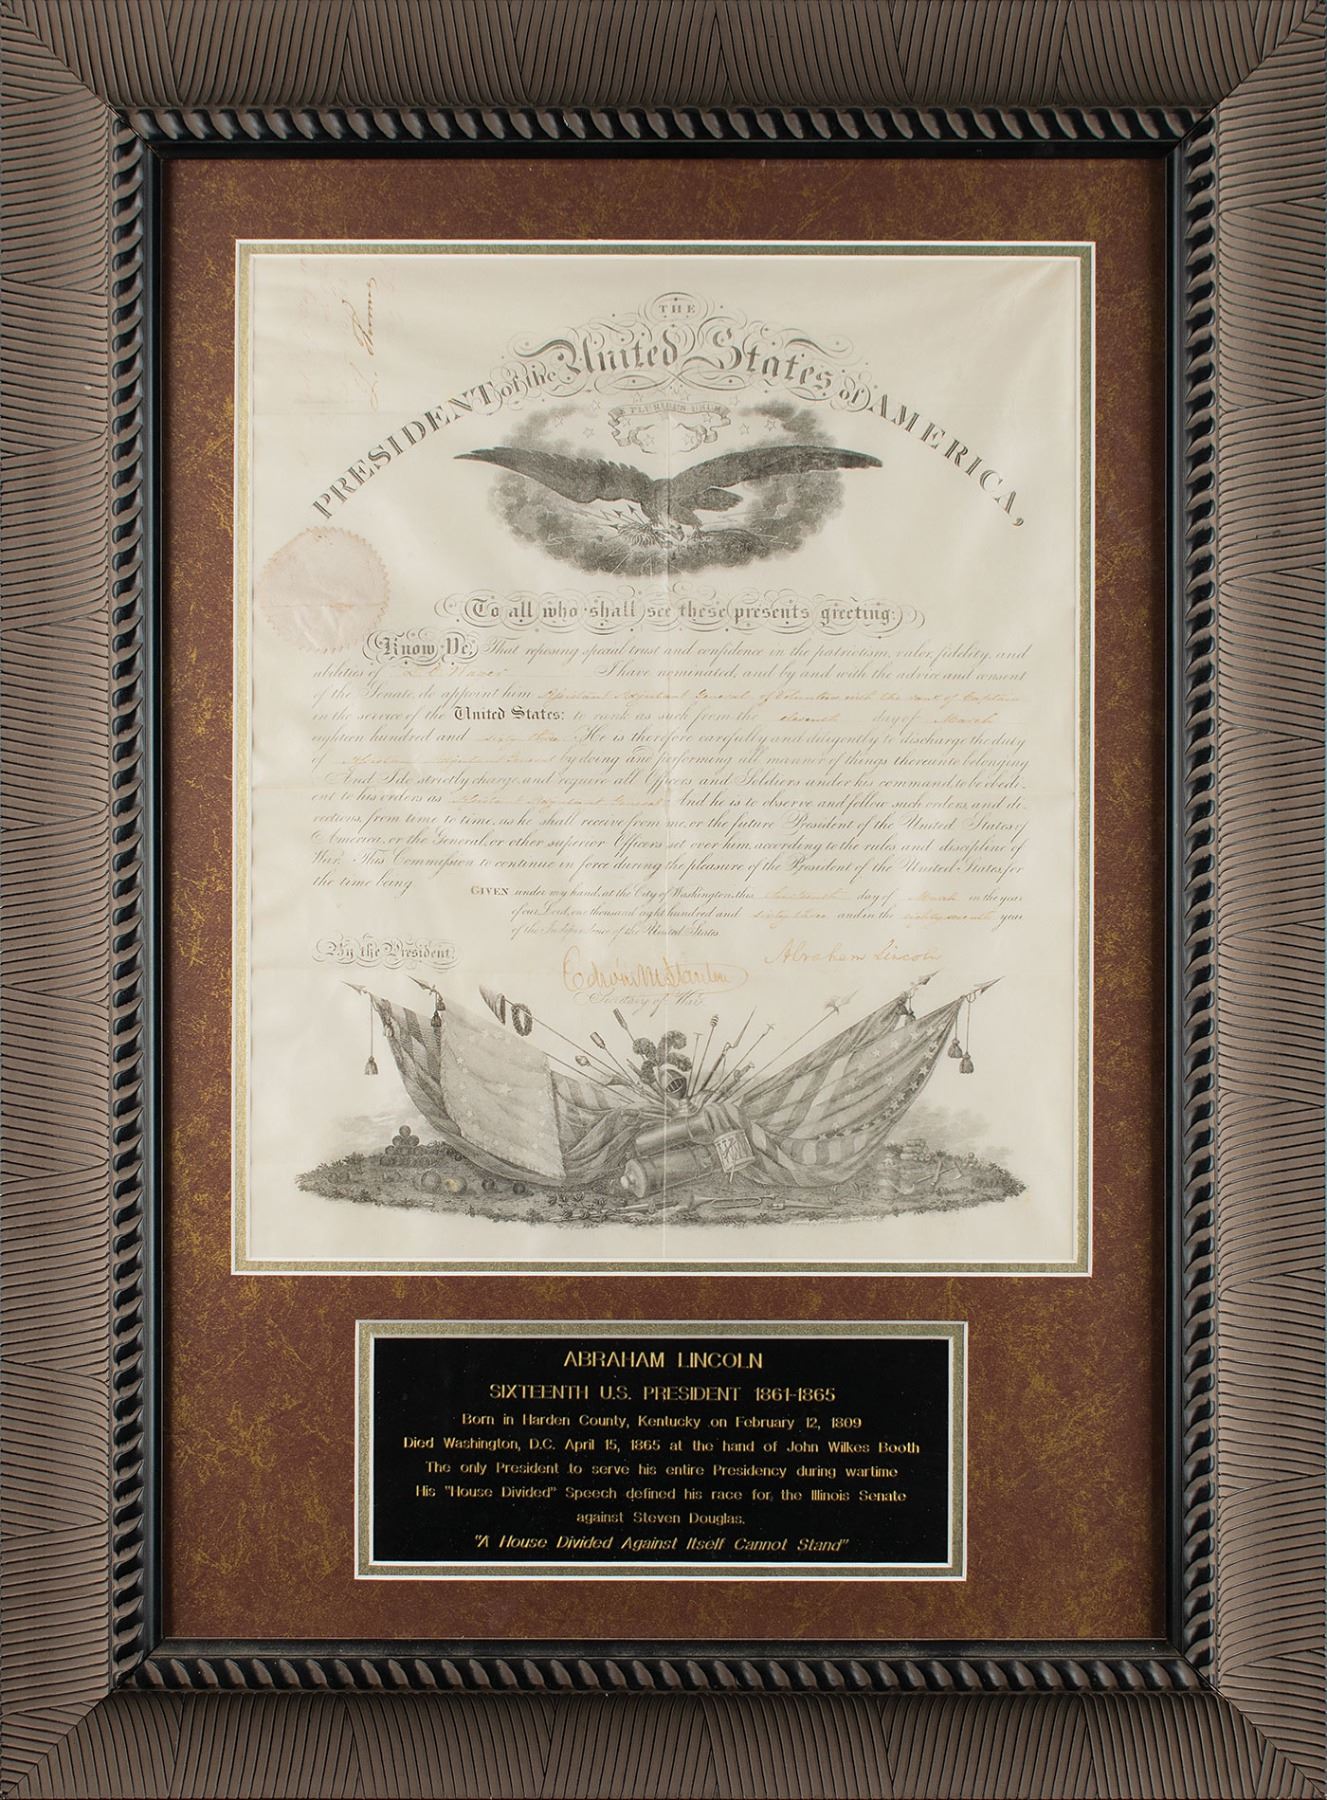 L. Thomas
THE
United States
PRESIDENT of the of AMERICA,
E PLURIBUS UNUM
To all who shall see these presents greeting:
Know Ye, That reposing special trust and confidence in the patriotism, valor, fidelity, and
abilities of I have nominated, and by and with the advice and consent
of the Senate, do appoint him Assistant Adjutant General of Volunteers with the rank of Captain
in the service of the United States: to rank as such from the eleventh day of March
eighteen hundred and sixty three. He is therefore carefully and diligently to discharge the duty
of Assistant Adjutant General by doing and performing all manner of things thereunto belonging.
And I do strictly charge, and require all Officers and Soldiers under his command, to be obedi-
ent to his orders as Assistant Adjutant General. And he is to observe and follow such orders, and di-
rections, from time to time, as he shall receive from me, or the future President of the United States of
America, or the General, or other superior Officers set over him, according to the rules and discipline of
War. This Commission to continue in force during the pleasure of the President of the United States, for
the time being.
GIVEN under my hand, at the City of Washington, this day of March in the year
of our Lord, one thousand eight hundred and sixty three and in the eighty seventh year
of the Independence of the United States.
By the President,
Abraham Lincoln
Edwin M Stanton
Secretary of War.
ABRAHAM LINCOLN
SIXTEENTH U.S. PRESIDENT 1861-1865
Born in Harden County, Kentucky on February 12, 1809
Died Washington, D.C. April 15, 1865 at the hand of John Wilkes Booth
The only President to serve his entire Presidency during wartime
His "House Divided" Speech defined his race for the Illinois Senate
against Steven Douglas.
"A House Divided Against Itself Cannot Stand"